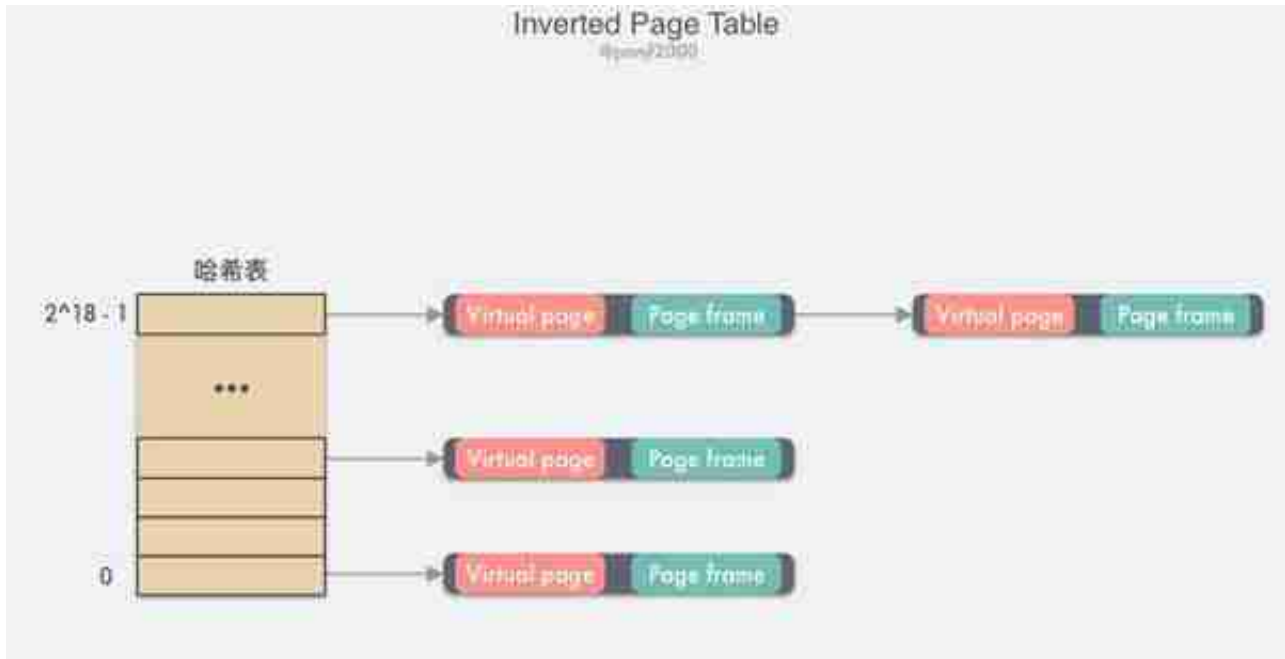 Inverted Page Table
哈希表
2^18 - 1
Virtual page Page frame Virtual page Page frame
•••
Virtual page Page frame
0
Virtual page Page frame